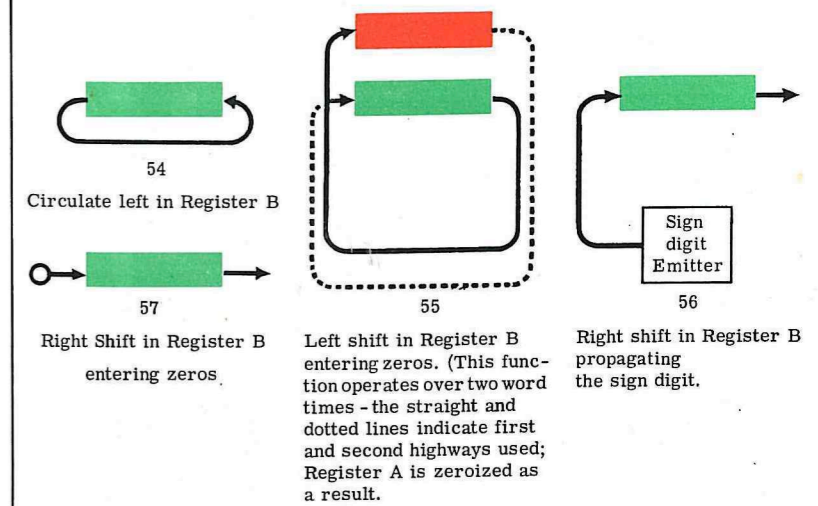 54
Circulate left in Register B
57
Right Shift in Register B
entering zeros
55
Left shift in Register B
entering zeros. (This func-
tion operates over two word
times - the straight and
dotted lines indicate first
and second highways used;
Register A is zeroized as
a result.
Sign
digit
Emitter
56
Right shift in Register B
propagating
the sign digit.